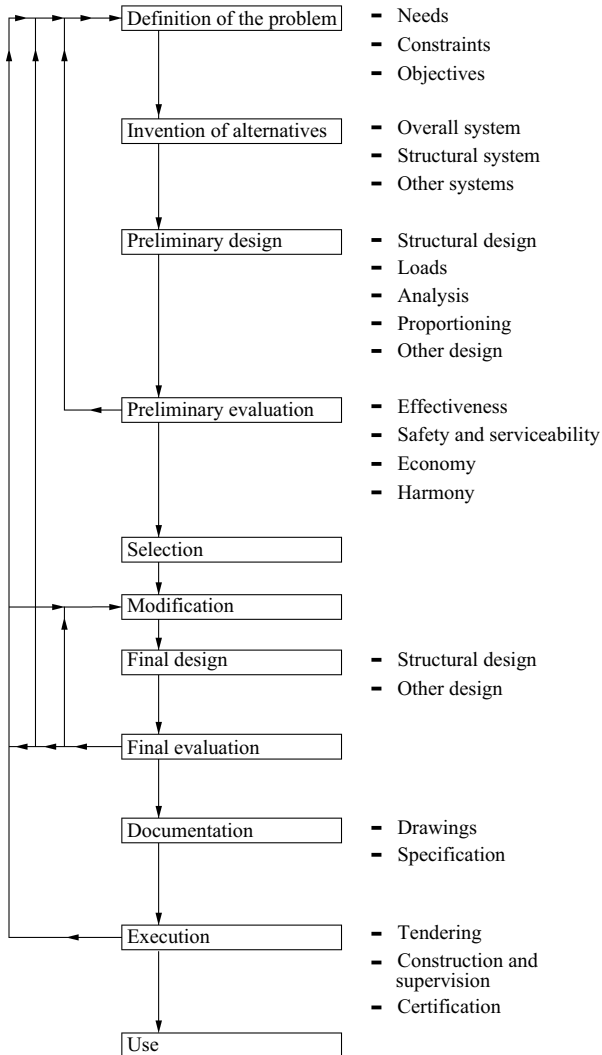 Definition of the problem
- Needs
- Constraints
- Objectives
Invention of alternatives
- Overall system
- Structural system
- Other systems
Preliminary design
- Structural design
- Loads
- Analysis
- Proportioning
- Other design
Preliminary evaluation
- Effectiveness
- Safety and serviceability
- Economy
- Harmony
Selection
Modification
Final design
- Structural design
- Other design
Final evaluation
Documentation
- Drawings
- Specification
Execution
- Tendering
- Construction and
supervision
- Certification
Use